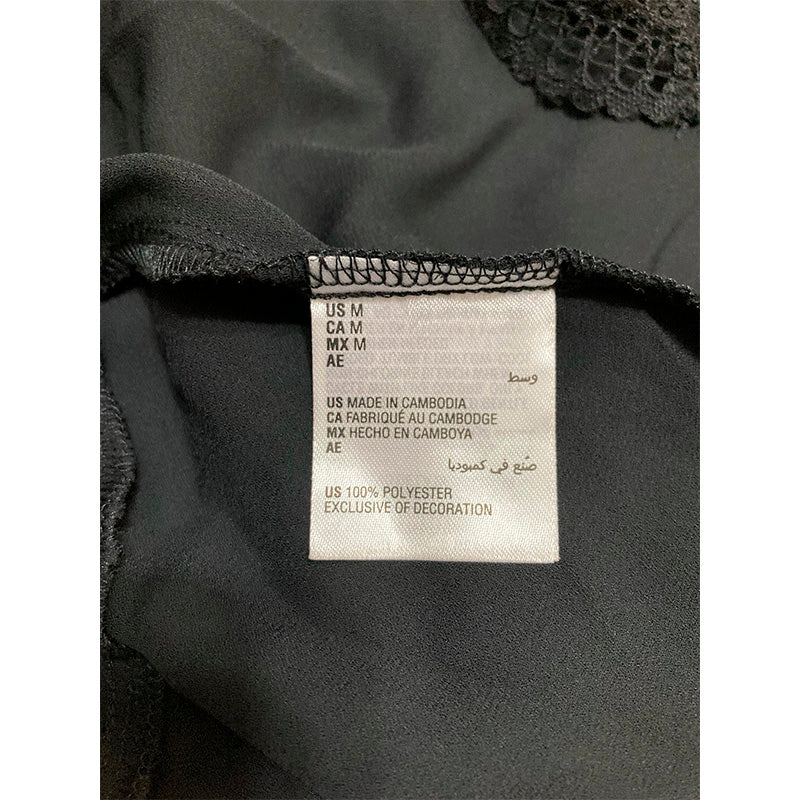 US M
CA M
MX M
AE
وسط
US MADE IN CAMBODIA
CA FABRIQUÉ AU CAMBODGE
MX HECHO EN CAMBOYA
AE
صُنع في كمبوديا
US 100% POLYESTER
EXCLUSIVE OF DECORATION